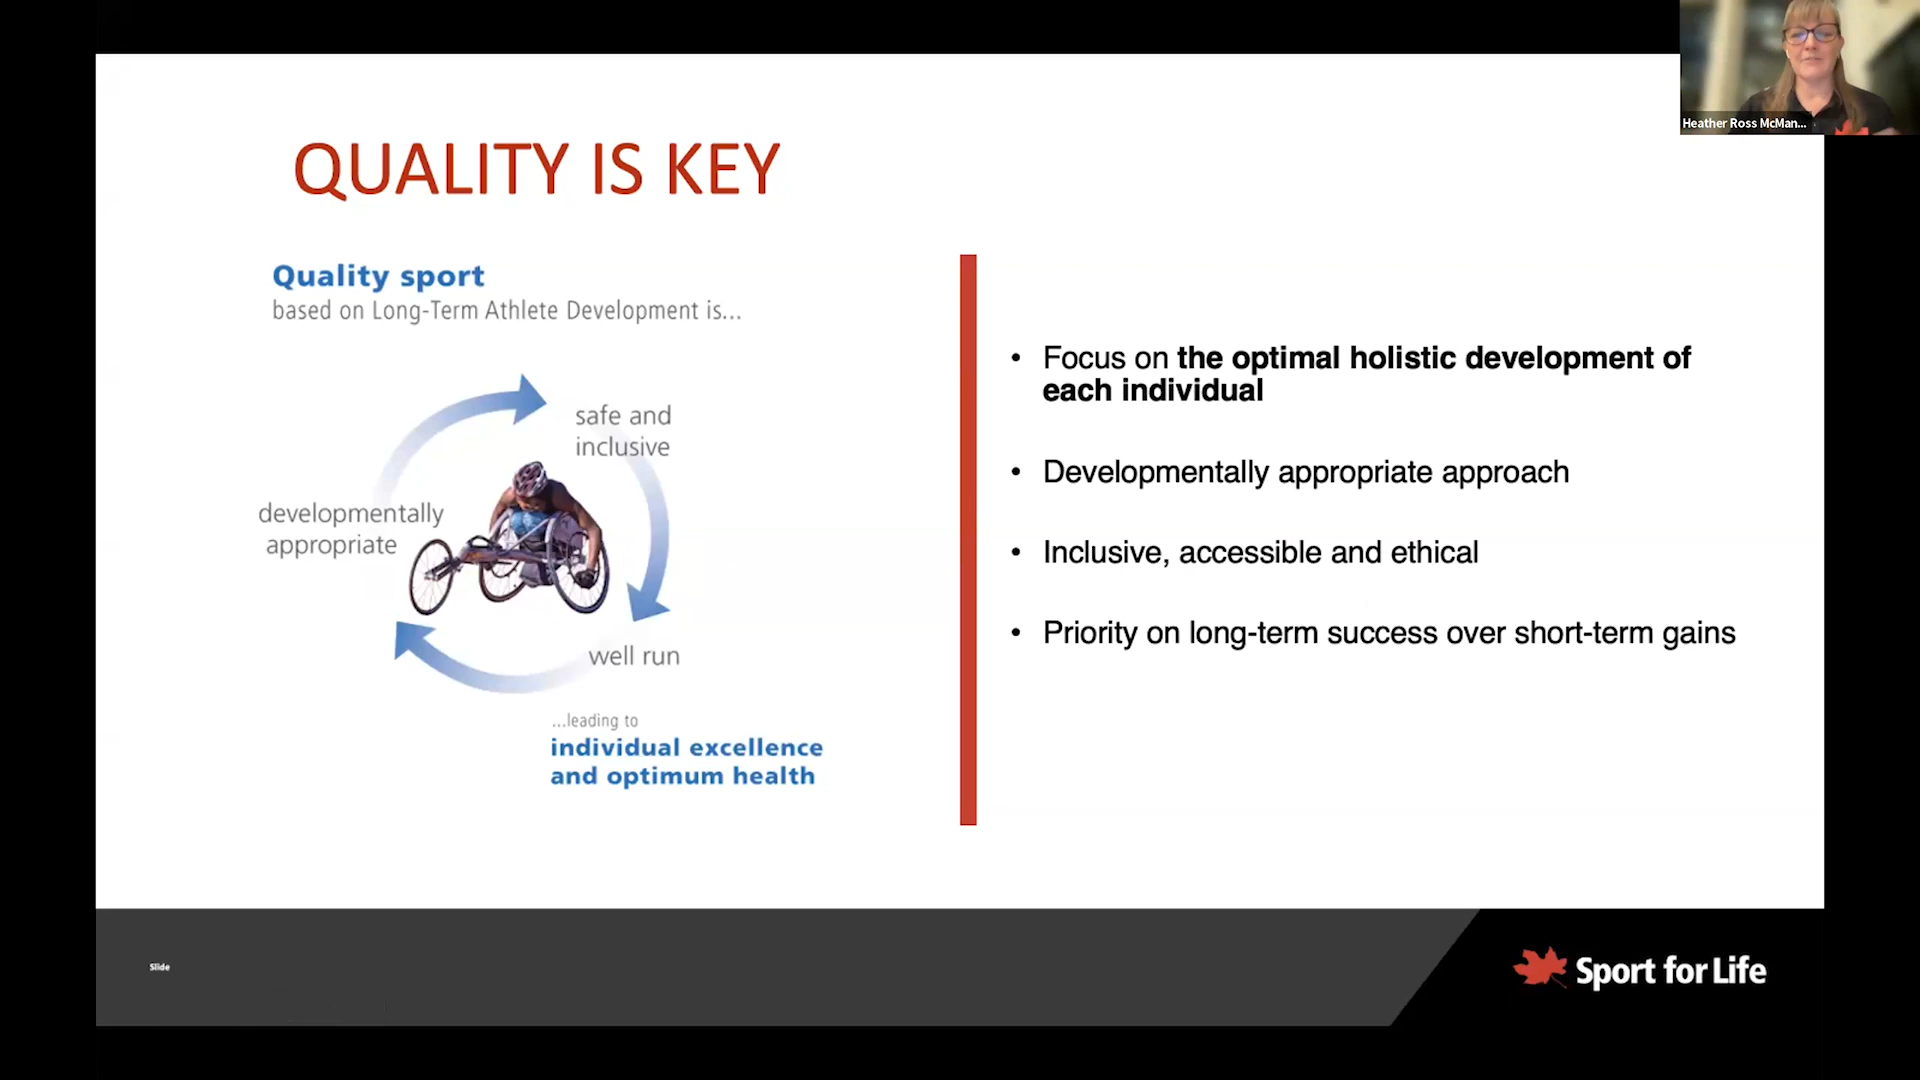 Heather Ross McMan...
QUALITY IS KEY
Quality sport
based on Long-Term Athlete Development is...
safe and
inclusive
developmentally
appropriate
well run
...leading to
individual excellence
and optimum health
• Focus on the optimal holistic development of
each individual
• Developmentally appropriate approach
• Inclusive, accessible and ethical
• Priority on long-term success over short-term gains
Slide
Sport for Life